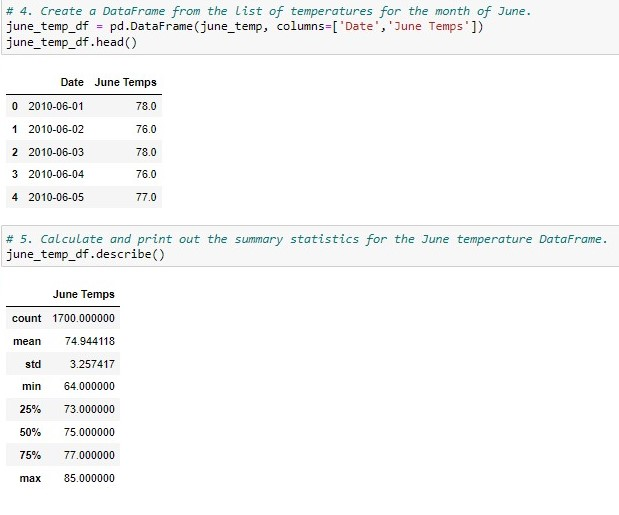 # 4. Create a DataFrame from the list of temperatures for the month of June.
june_temp_df = pd.DataFrame(june_temp, columns=['Date','June Temps'])
june_temp_df.head()
Date June Temps
0 2010-06-01 78.0
1 2010-06-02 76.0
2 2010-06-03 78.0
3 2010-06-04 76.0
4 2010-06-05 77.0
# 5. Calculate and print out the summary statistics for the June temperature DataFrame.
june_temp_df.describe()
June Temps
count 1700.000000
mean 74.944118
std 3.257417
min 64.000000
25% 73.000000
50% 75.000000
75% 77.000000
max 85.000000